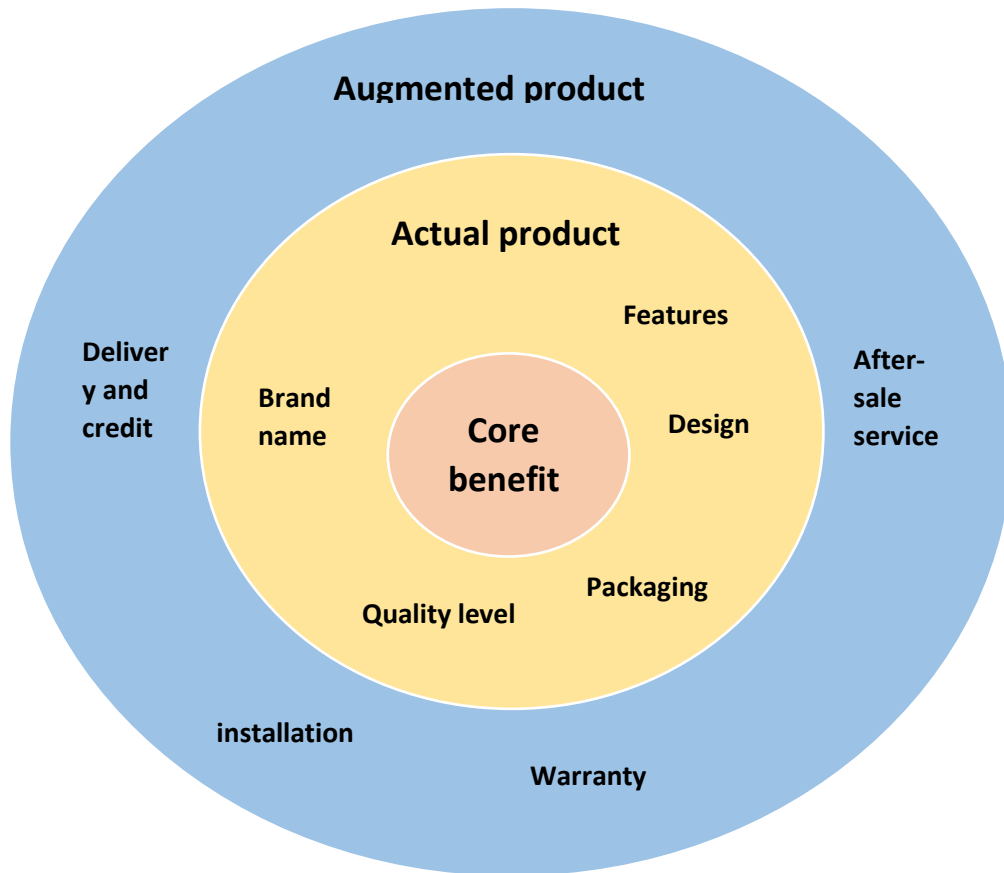 Augmented product
Actual product
Features
Deliver
y and
credit
Brand
name
Core
benefit
Design
After-
sale
service
Quality level
Packaging
installation
Warranty